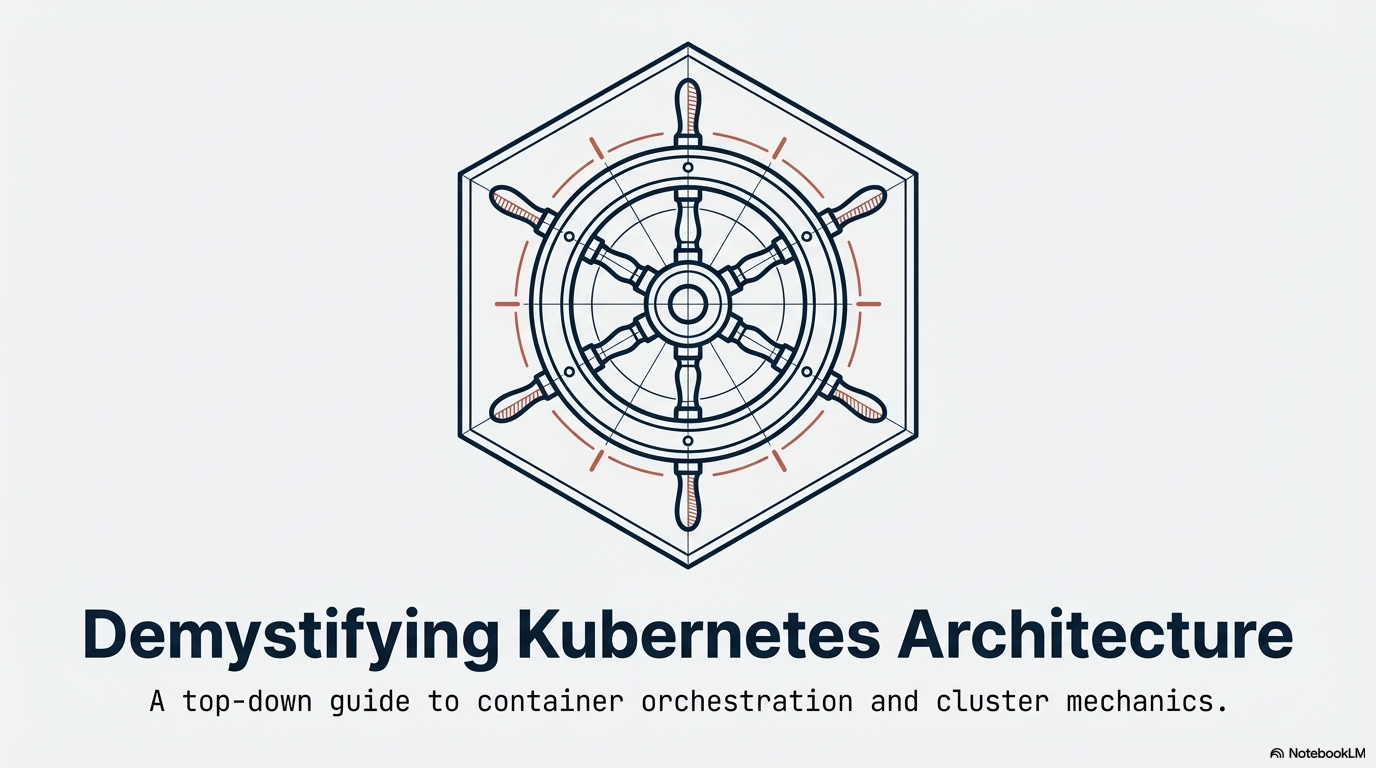 Demystifying Kubernetes Architecture
A top-down guide to container orchestration and cluster mechanics.
NotebookLM